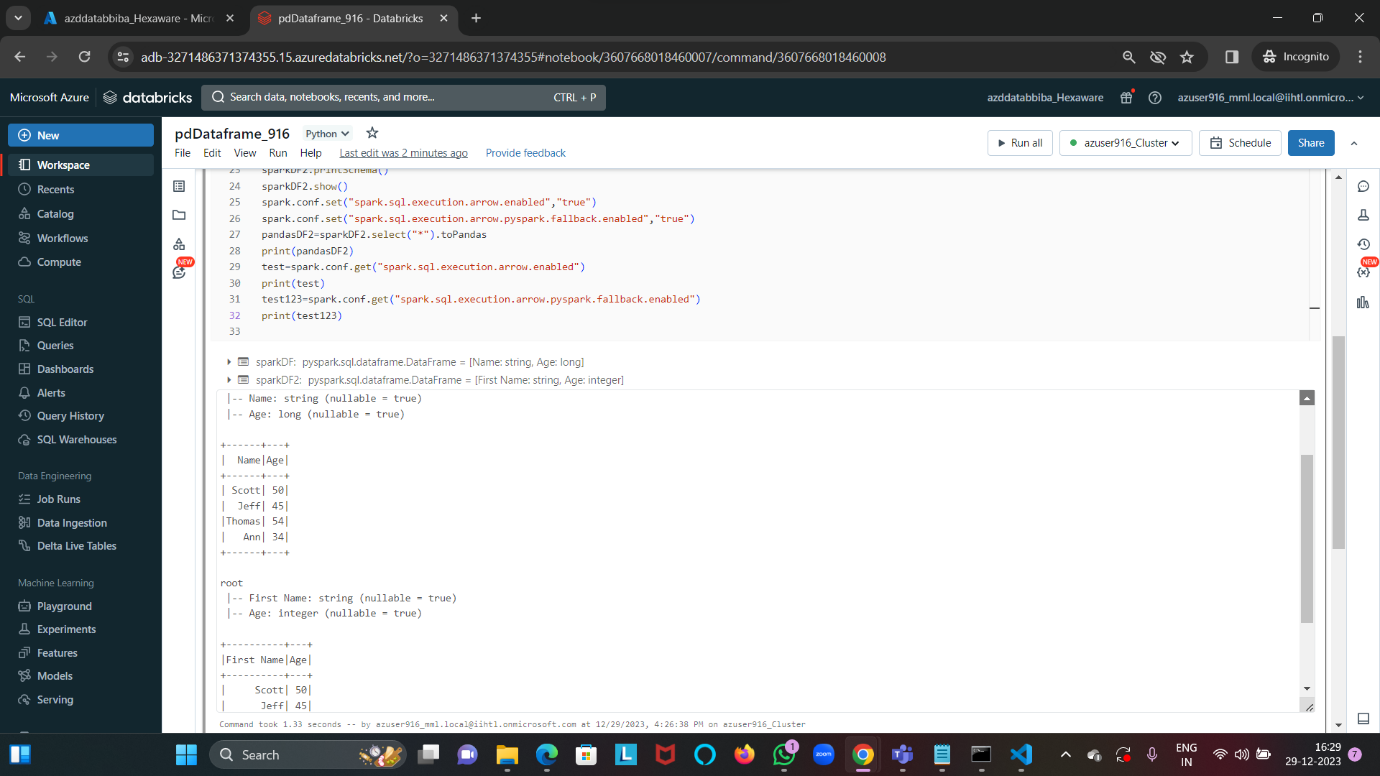 azddatabbiba_Hexaware - Micr
pdDataframe_916 - Databricks
adb-3271486371374355.15.azuredatabricks.net/?o=3271486371374355#notebook/3607668018460007/command/3607668018460008
Incognito
Microsoft Azure
databricks
Search data, notebooks, recents, and more...
CTRL + P
azddatabbiba_Hexaware
azuser916_mml.local@iihtl.onmicro...
New
Workspace
Recents
Catalog
Workflows
Compute
SQL
SQL Editor
Queries
Dashboards
Alerts
Query History
SQL Warehouses
Data Engineering
Job Runs
Data Ingestion
Delta Live Tables
Machine Learning
Playground
Experiments
Features
Models
Serving
pdDataframe_916
Python
File Edit View Run Help Last edit was 2 minutes ago Provide feedback
Run all
azuser916_Cluster
Schedule
Share
NEW
23 sparkDF2.printSchema()
24 sparkDF2.show()
25 spark.conf.set("spark.sql.execution.arrow.enabled","true")
26 spark.conf.set("spark.sql.execution.arrow.pyspark.fallback.enabled","true")
27 pandasDF2=sparkDF2.select("*").toPandas
28 print(pandasDF2)
29 test=spark.conf.get("spark.sql.execution.arrow.enabled")
30 print(test)
31 test123=spark.conf.get("spark.sql.execution.arrow.pyspark.fallback.enabled")
32 print(test123)
33
sparkDF: pyspark.sql.dataframe.DataFrame = [Name: string, Age: long]
sparkDF2: pyspark.sql.dataframe.DataFrame = [First Name: string, Age: integer]
|-- Name: string (nullable = true)
|-- Age: long (nullable = true)
+------+---+
|  Name|Age|
+------+---+
| Scott| 50|
|  Jeff| 45|
|Thomas| 54|
|   Ann| 34|
+------+---+
root
|-- First Name: string (nullable = true)
|-- Age: integer (nullable = true)
+----------+---+
|First Name|Age|
+----------+---+
|     Scott| 50|
|      Jeff| 45|
Command took 1.33 seconds -- by azuser916_mml.local@iihtl.onmicrosoft.com at 12/29/2023, 4:26:38 PM on azuser916_Cluster
NEW
Search
L
1
zoom
ENG
IN
16:29
29-12-2023
7